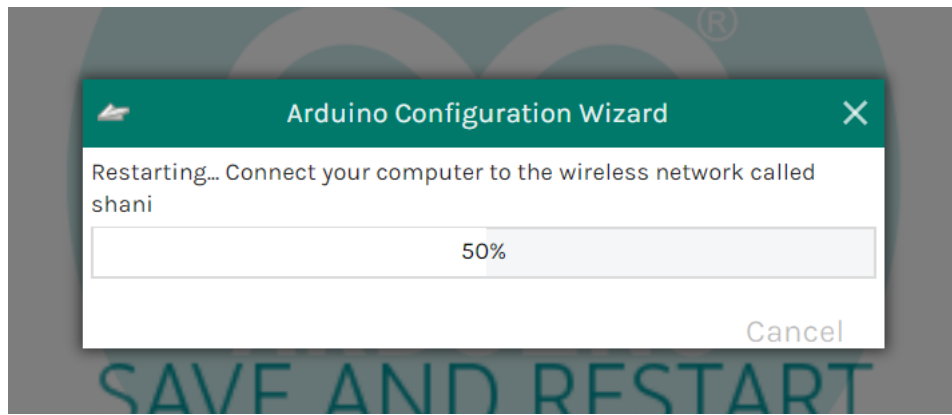 ®
Arduino Configuration Wizard
Restarting... Connect your computer to the wireless network called
shani
50%
Cancel
SAVE AND RESTART